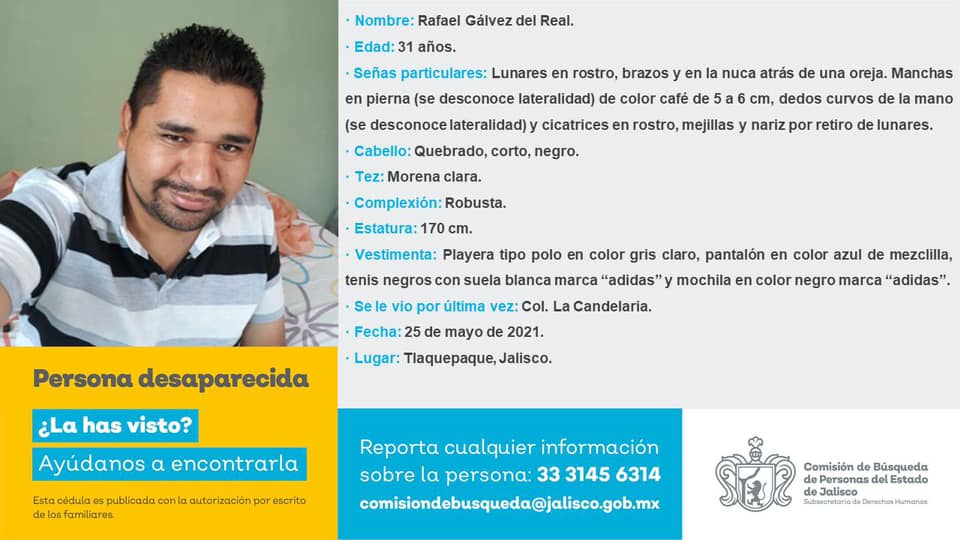 · Nombre: Rafael Gálvez del Real.
· Edad: 31 años.
· Señas particulares: Lunares en rostro, brazos y en la nuca atrás de una oreja. Manchas
en pierna (se desconoce lateralidad) de color café de 5 a 6 cm, dedos curvos de la mano
(se desconoce lateralidad) y cicatrices en rostro, mejillas y nariz por retiro de lunares.
· Cabello: Quebrado, corto, negro.
· Tez: Morena clara.
· Complexión: Robusta.
· Estatura: 170 cm.
· Vestimenta: Playera tipo polo en color gris claro, pantalón en color azul de mezclilla,
tenis negros con suela blanca marca “adidas” y mochila en color negro marca “adidas”.
· Se le vio por última vez: Col. La Candelaria.
· Fecha: 25 de mayo de 2021.
· Lugar: Tlaquepaque, Jalisco.
Persona desaparecida
¿La has visto?
Ayúdanos a encontrarla
Esta cédula es publicada con la autorización por escrito
de los familiares.
Reporta cualquier información
sobre la persona: 33 3145 6314
comisiondebusqueda@jalisco.gob.mx
Comisión de Búsqueda
de Personas del Estado
de Jalisco
Subsecretaría de Derechos Humanos